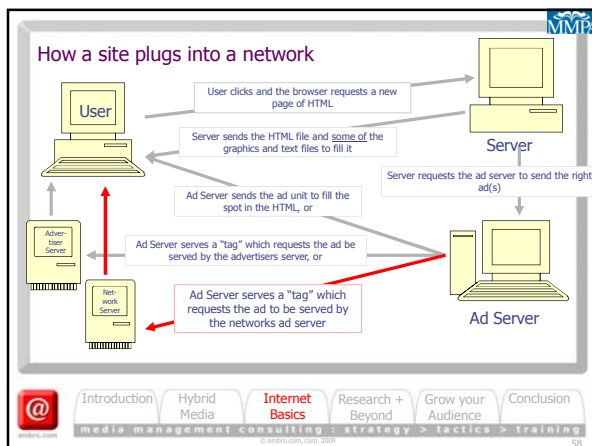 MMPA
How a site plugs into a network
User clicks and the browser requests a new
page of HTML
User
Server sends the HTML file and some of the
graphics and text files to fill it
Server
Server requests the ad server to send the right
ad(s)
Ad Server sends the ad unit to fill the
spot in the HTML, or
Adver-
tiser
Server
Ad Server serves a "tag" which requests the ad be
served by the advertisers server, or
Net-
work
Server
Ad Server serves a "tag" which
requests the ad to be served by
the networks ad server
Ad Server
@
ambro.com
Introduction
Hybrid
Media
Internet
Basics
Research +
Beyond
Grow your
Audience
Conclusion
media management consulting : strategy > tactics > training
© ambro.com, corp. 2009
58